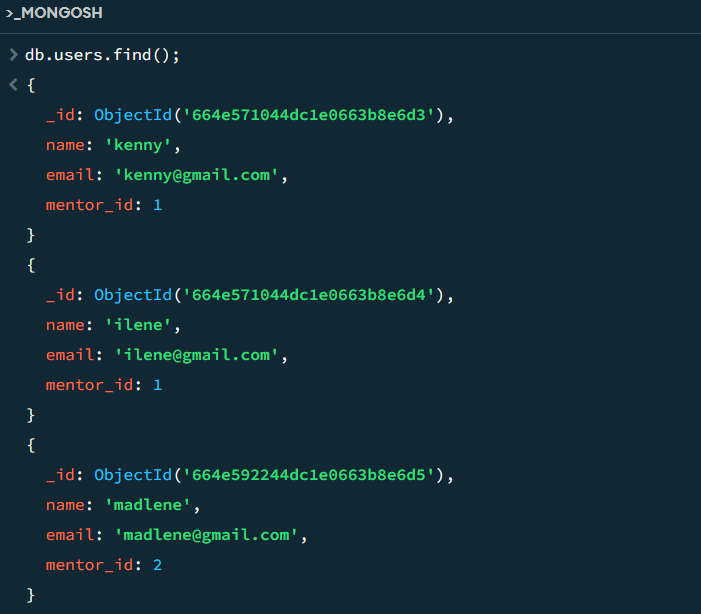 >_MONGOSH
> db.users.find();
< {
_id: ObjectId('664e571044dc1e0663b8e6d3'),
name: 'kenny',
email: 'kenny@gmail.com',
mentor_id: 1
}
{
_id: ObjectId('664e571044dc1e0663b8e6d4'),
name: 'ilene',
email: 'ilene@gmail.com',
mentor_id: 1
}
{
_id: ObjectId('664e592244dc1e0663b8e6d5'),
name: 'madlene',
email: 'madlene@gmail.com',
mentor_id: 2
}